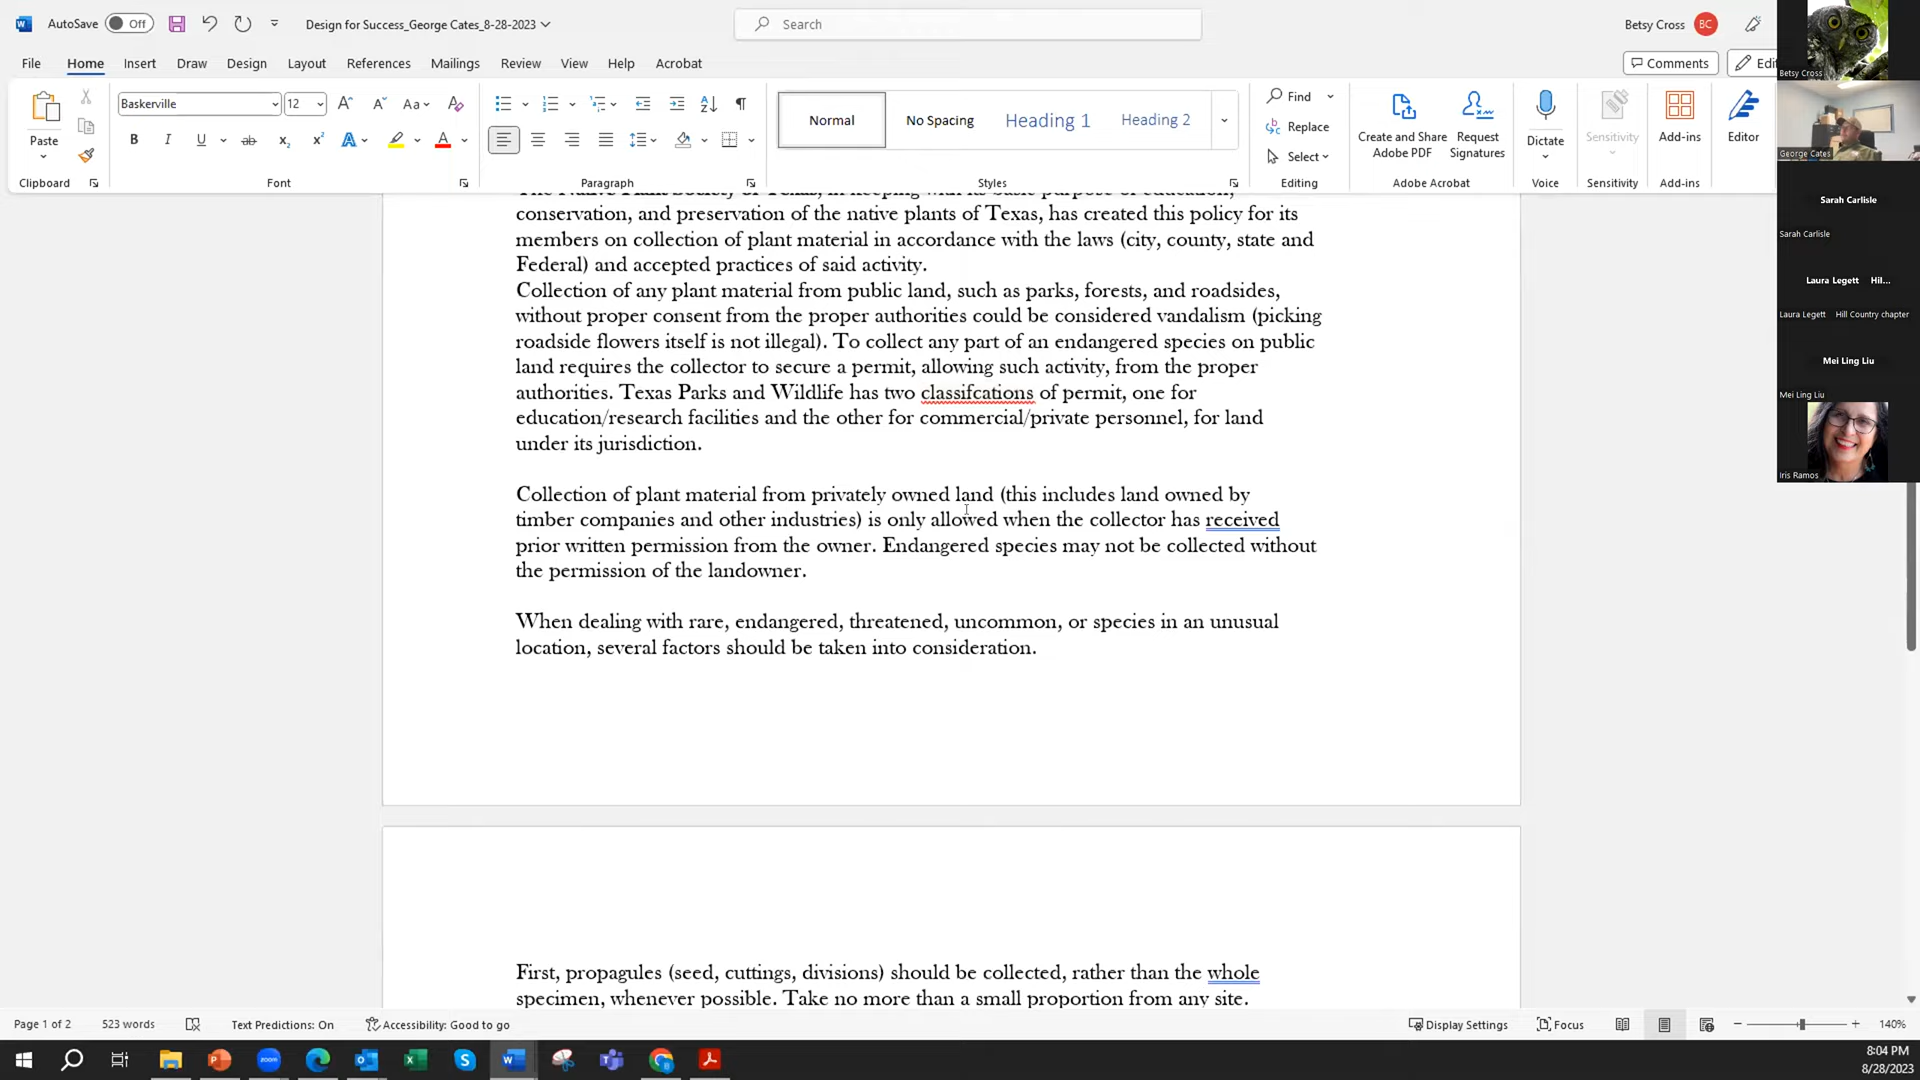 AutoSave Off Design for Success_George Cates_8-28-2023 Search Betsy Cross BC
File Home Insert Draw Design Layout References Mailings Review View Help Acrobat Comments Edi
Baskerville 12
Paste
Clipboard Font Paragraph
Normal No Spacing Heading 1 Heading 2
Styles
Find
Replace
Select
Editing
Create and Share Adobe PDF
Request Signatures
Adobe Acrobat
Dictate
Voice
Sensitivity
Sensitivity
Add-ins
Add-ins
Editor
Betsy Cross
George Cates
Sarah Carlisle
Sarah Carlisle
Laura Legett Hil...
Laura Legett Hill Country chapter
Mei Ling Liu
Mei Ling Liu
Iris Ramos
The Native Plant Society of Texas, in keeping with its basic purpose of education,
conservation, and preservation of the native plants of Texas, has created this policy for its
members on collection of plant material in accordance with the laws (city, county, state and
Federal) and accepted practices of said activity.
Collection of any plant material from public land, such as parks, forests, and roadsides,
without proper consent from the proper authorities could be considered vandalism (picking
roadside flowers itself is not illegal). To collect any part of an endangered species on public
land requires the collector to secure a permit, allowing such activity, from the proper
authorities. Texas Parks and Wildlife has two classifcations of permit, one for
education/research facilities and the other for commercial/private personnel, for land
under its jurisdiction.
Collection of plant material from privately owned land (this includes land owned by
timber companies and other industries) is only allowed when the collector has received
prior written permission from the owner. Endangered species may not be collected without
the permission of the landowner.
When dealing with rare, endangered, threatened, uncommon, or species in an unusual
location, several factors should be taken into consideration.
First, propagules (seed, cuttings, divisions) should be collected, rather than the whole
specimen, whenever possible. Take no more than a small proportion from any site.
Page 1 of 2 523 words Text Predictions: On Accessibility: Good to go Display Settings Focus 140%
8:04 PM
8/28/2023